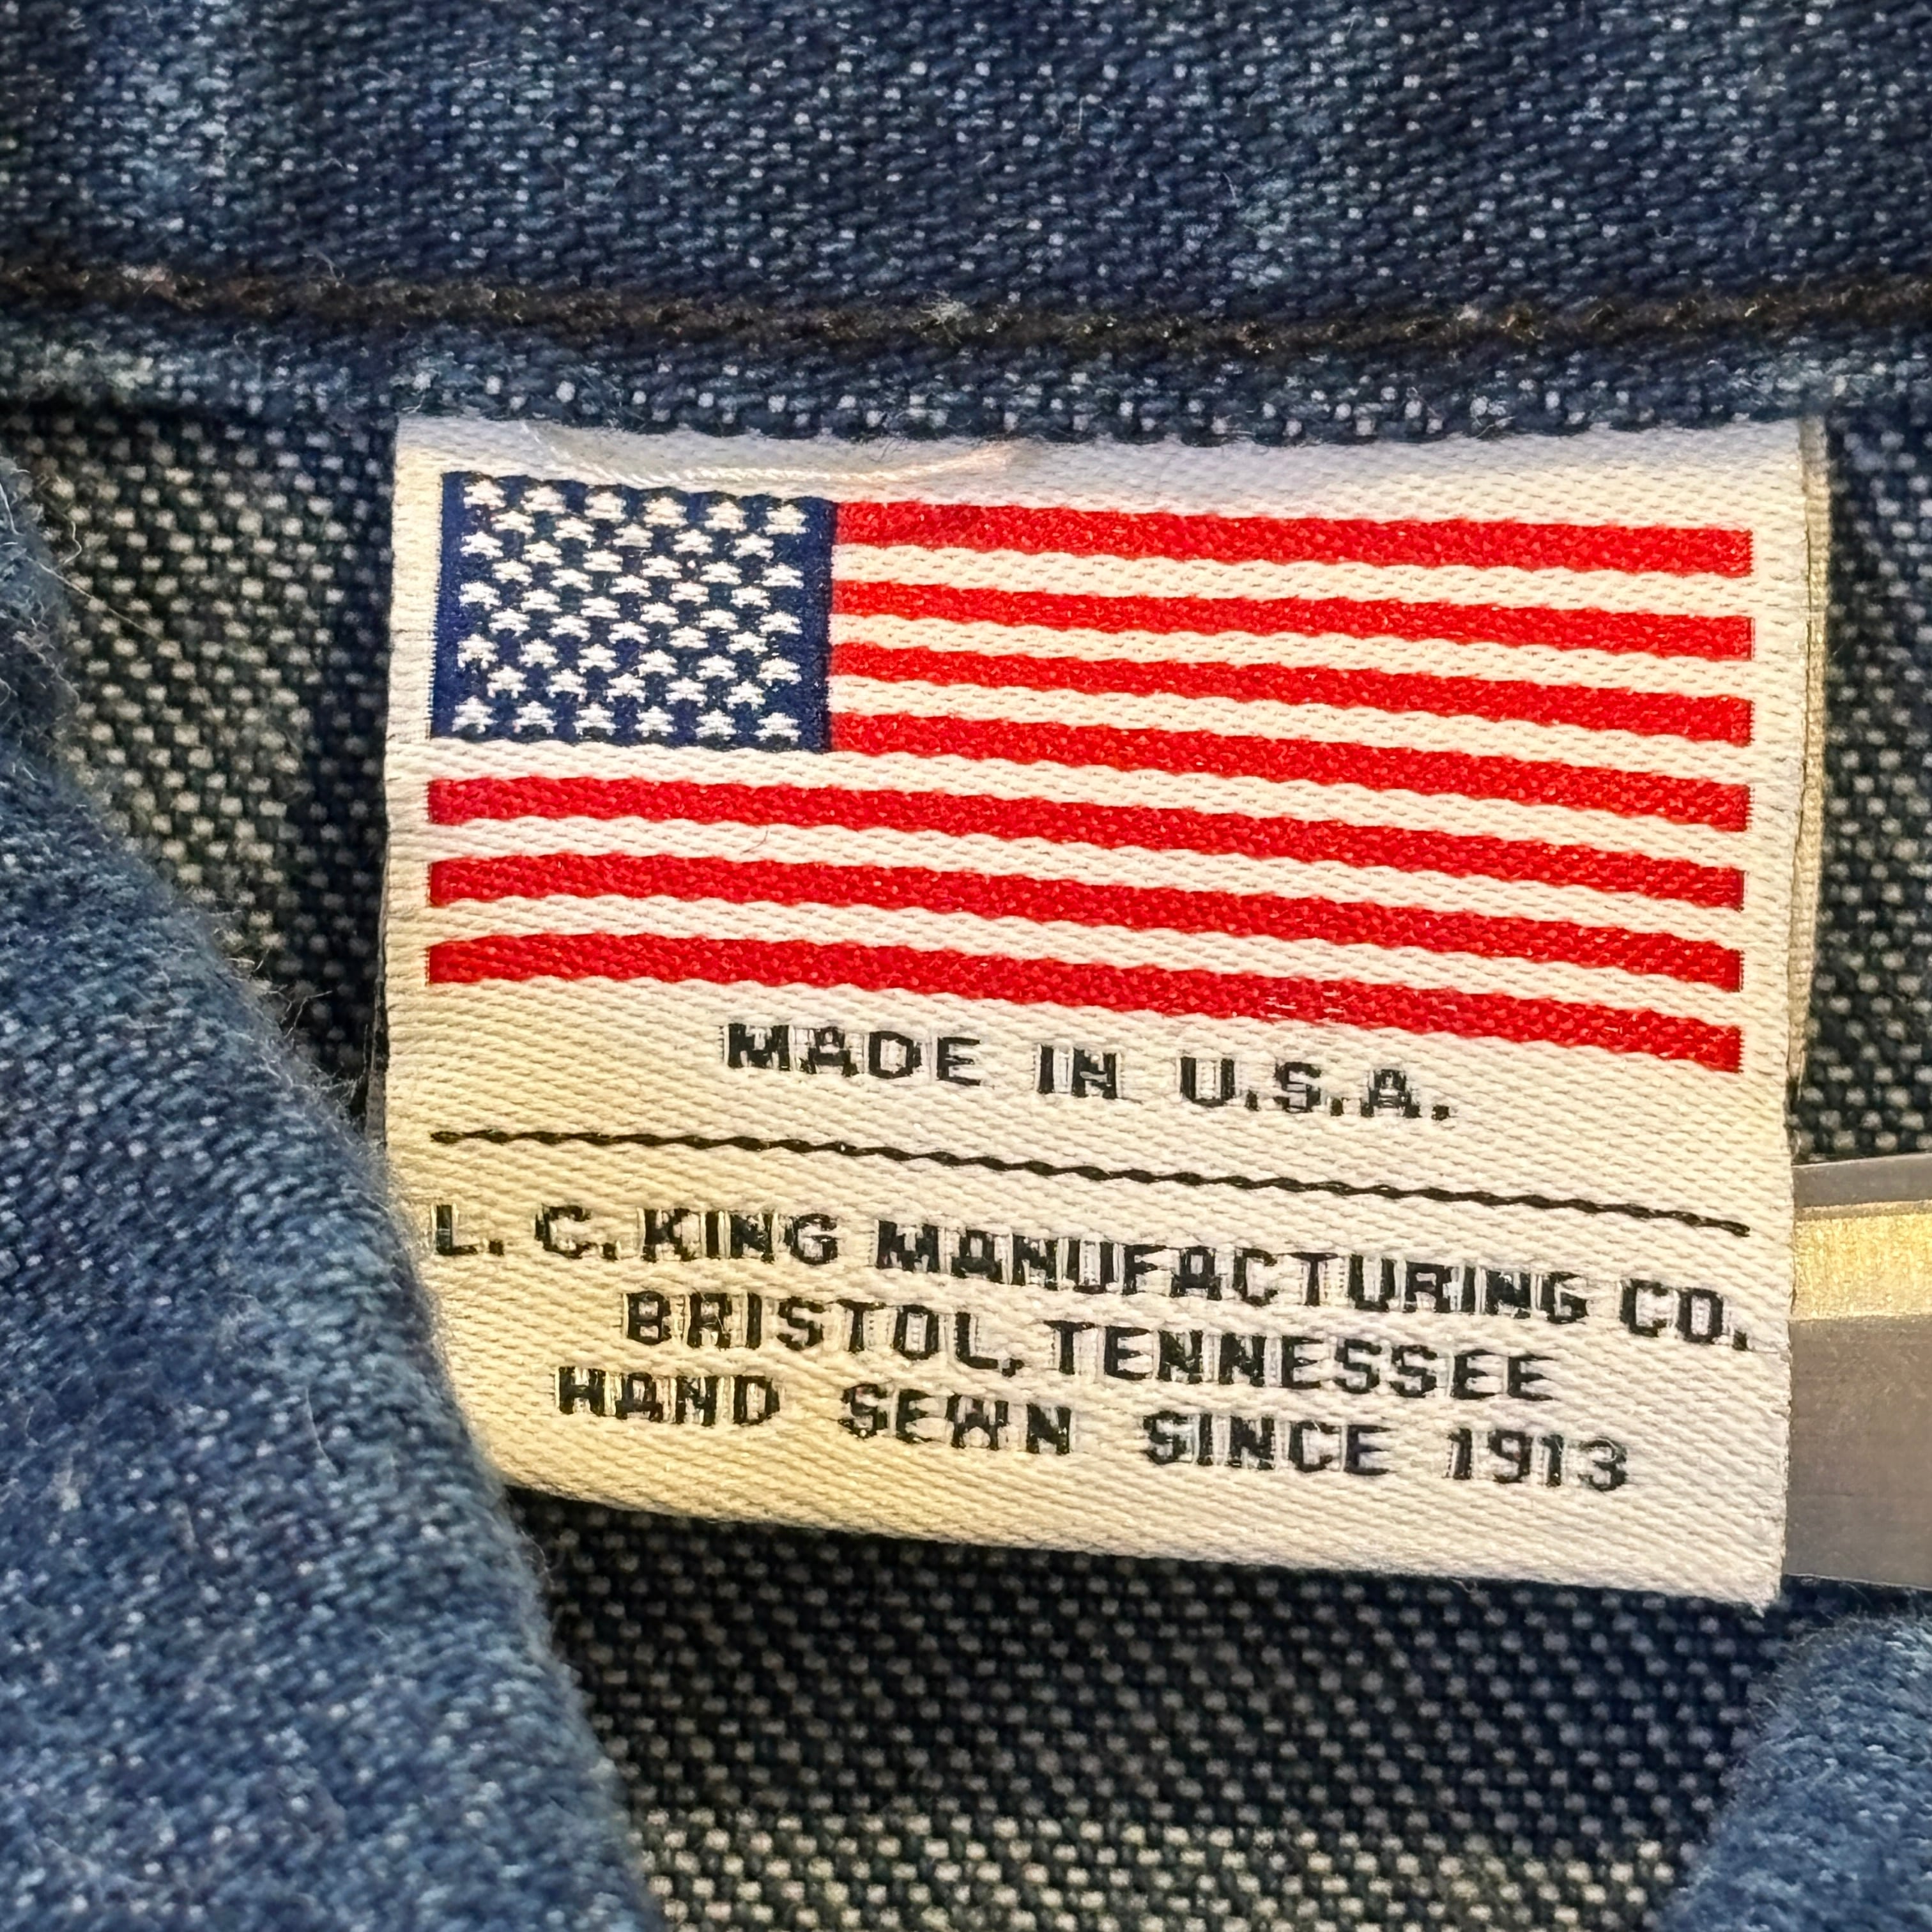 MADE IN U.S.A.
L. C. KING MANUFACTURING CO.
BRISTOL, TENNESSEE
HAND SEWN SINCE 1913